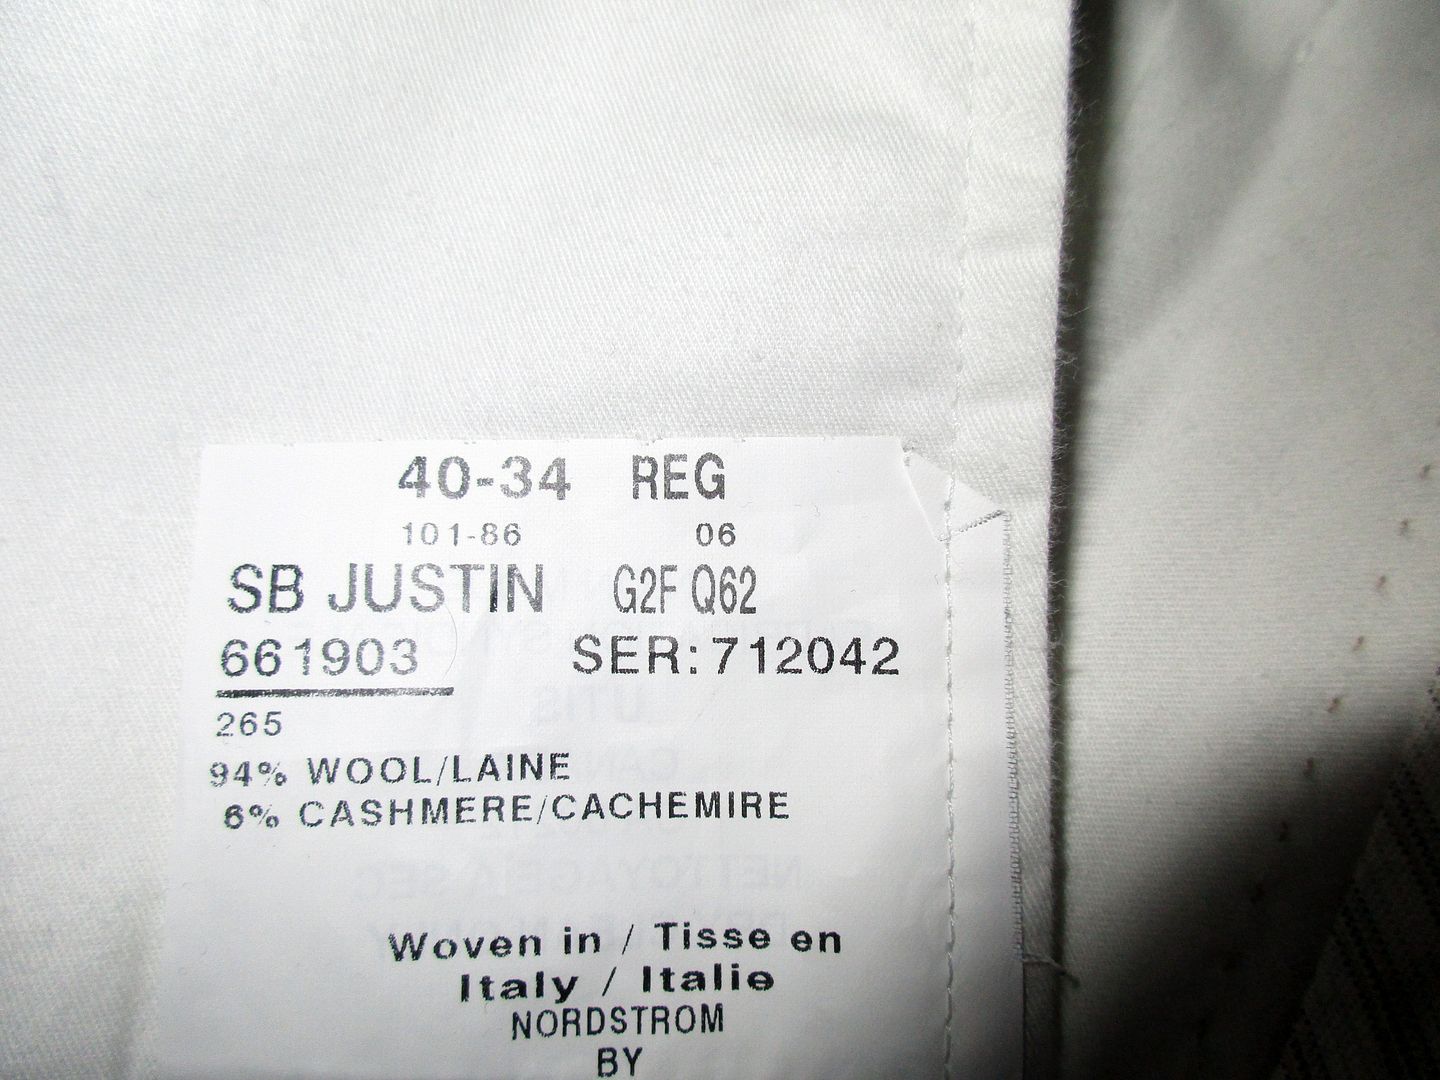 40-34 REG
101-86 06
SB JUSTIN G2F Q62
661903 SER: 712042
265
94% WOOL/LAINE
6% CASHMERE/CACHEMIRE
Woven in / Tisse en
Italy / Italie
NORDSTROM
BY